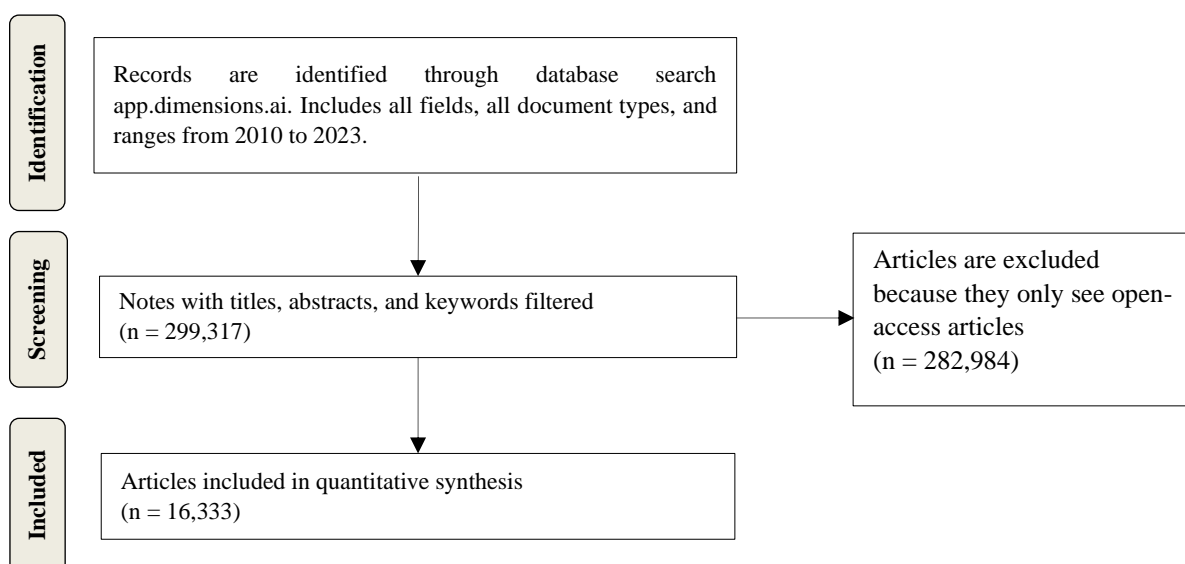 Identification
Records are identified through database search
app.dimensions.ai. Includes all fields, all document types, and
ranges from 2010 to 2023.
Screening
Notes with titles, abstracts, and keywords filtered
(n = 299,317)
Articles are excluded
because they only see open-
access articles
(n = 282,984)
Included
Articles included in quantitative synthesis
(n = 16,333)